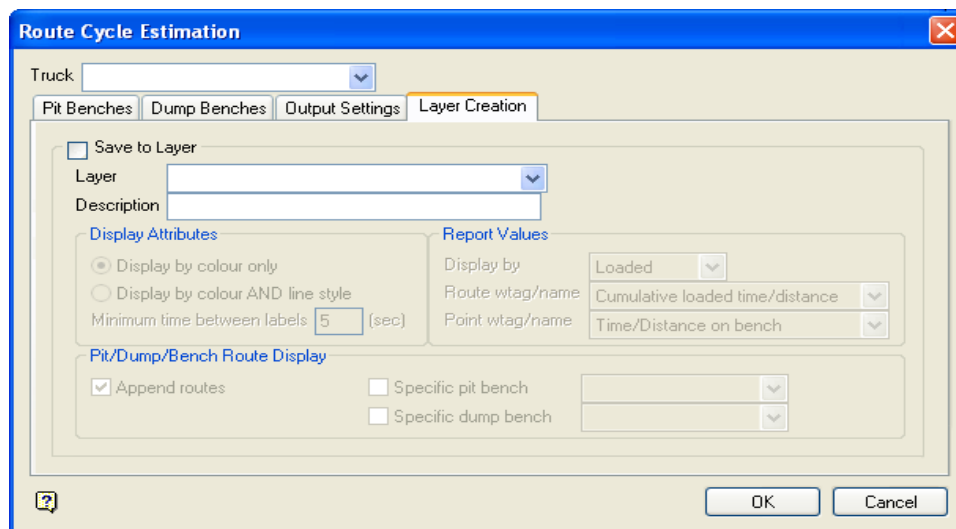 Route Cycle Estimation
Truck
Pit Benches Dump Benches Output Settings Layer Creation
Save to Layer
Layer
Description
Display Attributes
Display by colour only
Display by colour AND line style
Minimum time between labels 5 (sec)
Report Values
Display by Loaded
Route wtag/name Cumulative loaded time/distance
Point wtag/name Time/Distance on bench
Pit/Dump/Bench Route Display
Append routes Specific pit bench
Specific dump bench
? OK Cancel